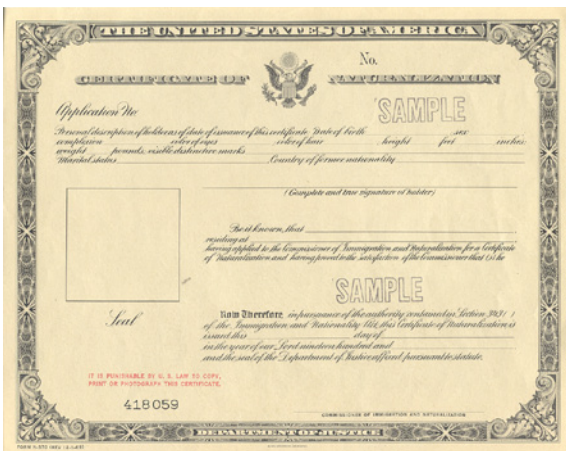 THE UNITED STATES OF AMERICA
No.
CERTIFICATE OF NATURALIZATION
Application No
SAMPLE
Personal description of holder as of date of issuance of this certificate: Date of birth sex
complexion color of eyes color of hair height feet inches
weight pounds, visible distinctive marks
Marital status Country of former nationality
(Complete and true signature of holder)
Be it known, that
residing at
having applied to the Commissioner of Immigration and Naturalization for a Certificate
of Naturalization and having proved to the satisfaction of the Commissioner that (s)he
SAMPLE
Now Therefore, in pursuance of the authority contained in Section 343( )
of the Immigration and Nationality Act, this Certificate of Naturalization is
issued this day of
in the year of our Lord nineteen hundred and
and the seal of the Department of Justice affixed pursuant to statute.
Seal
IT IS PUNISHABLE BY U. S. LAW TO COPY,
PRINT OR PHOTOGRAPH THIS CERTIFICATE.
418059
COMMISSIONER OF IMMIGRATION AND NATURALIZATION
DEPARTMENT OF JUSTICE